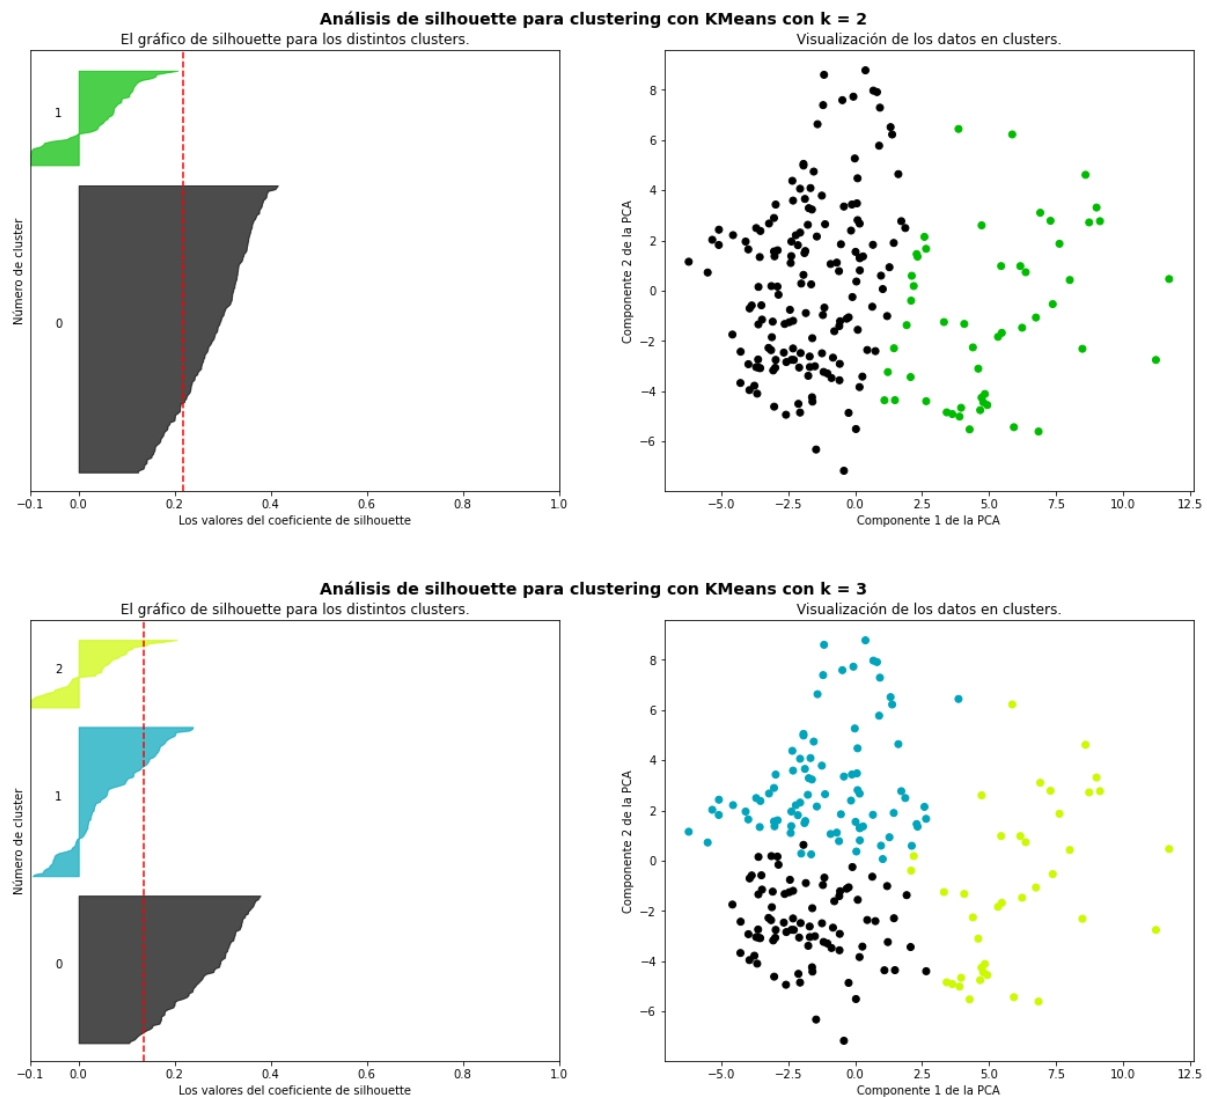 Análisis de silhouette para clustering con KMeans con k = 2
El gráfico de silhouette para los distintos clusters.
Número de cluster
1
0
−0.1 0.0 0.2 0.4 0.6 0.8 1.0
Los valores del coeficiente de silhouette
Visualización de los datos en clusters.
Componente 2 de la PCA
8
6
4
2
0
−2
−4
−6
−5.0 −2.5 0.0 2.5 5.0 7.5 10.0 12.5
Componente 1 de la PCA
Análisis de silhouette para clustering con KMeans con k = 3
El gráfico de silhouette para los distintos clusters.
Número de cluster
2
1
0
−0.1 0.0 0.2 0.4 0.6 0.8 1.0
Los valores del coeficiente de silhouette
Visualización de los datos en clusters.
Componente 2 de la PCA
8
6
4
2
0
−2
−4
−6
−5.0 −2.5 0.0 2.5 5.0 7.5 10.0 12.5
Componente 1 de la PCA